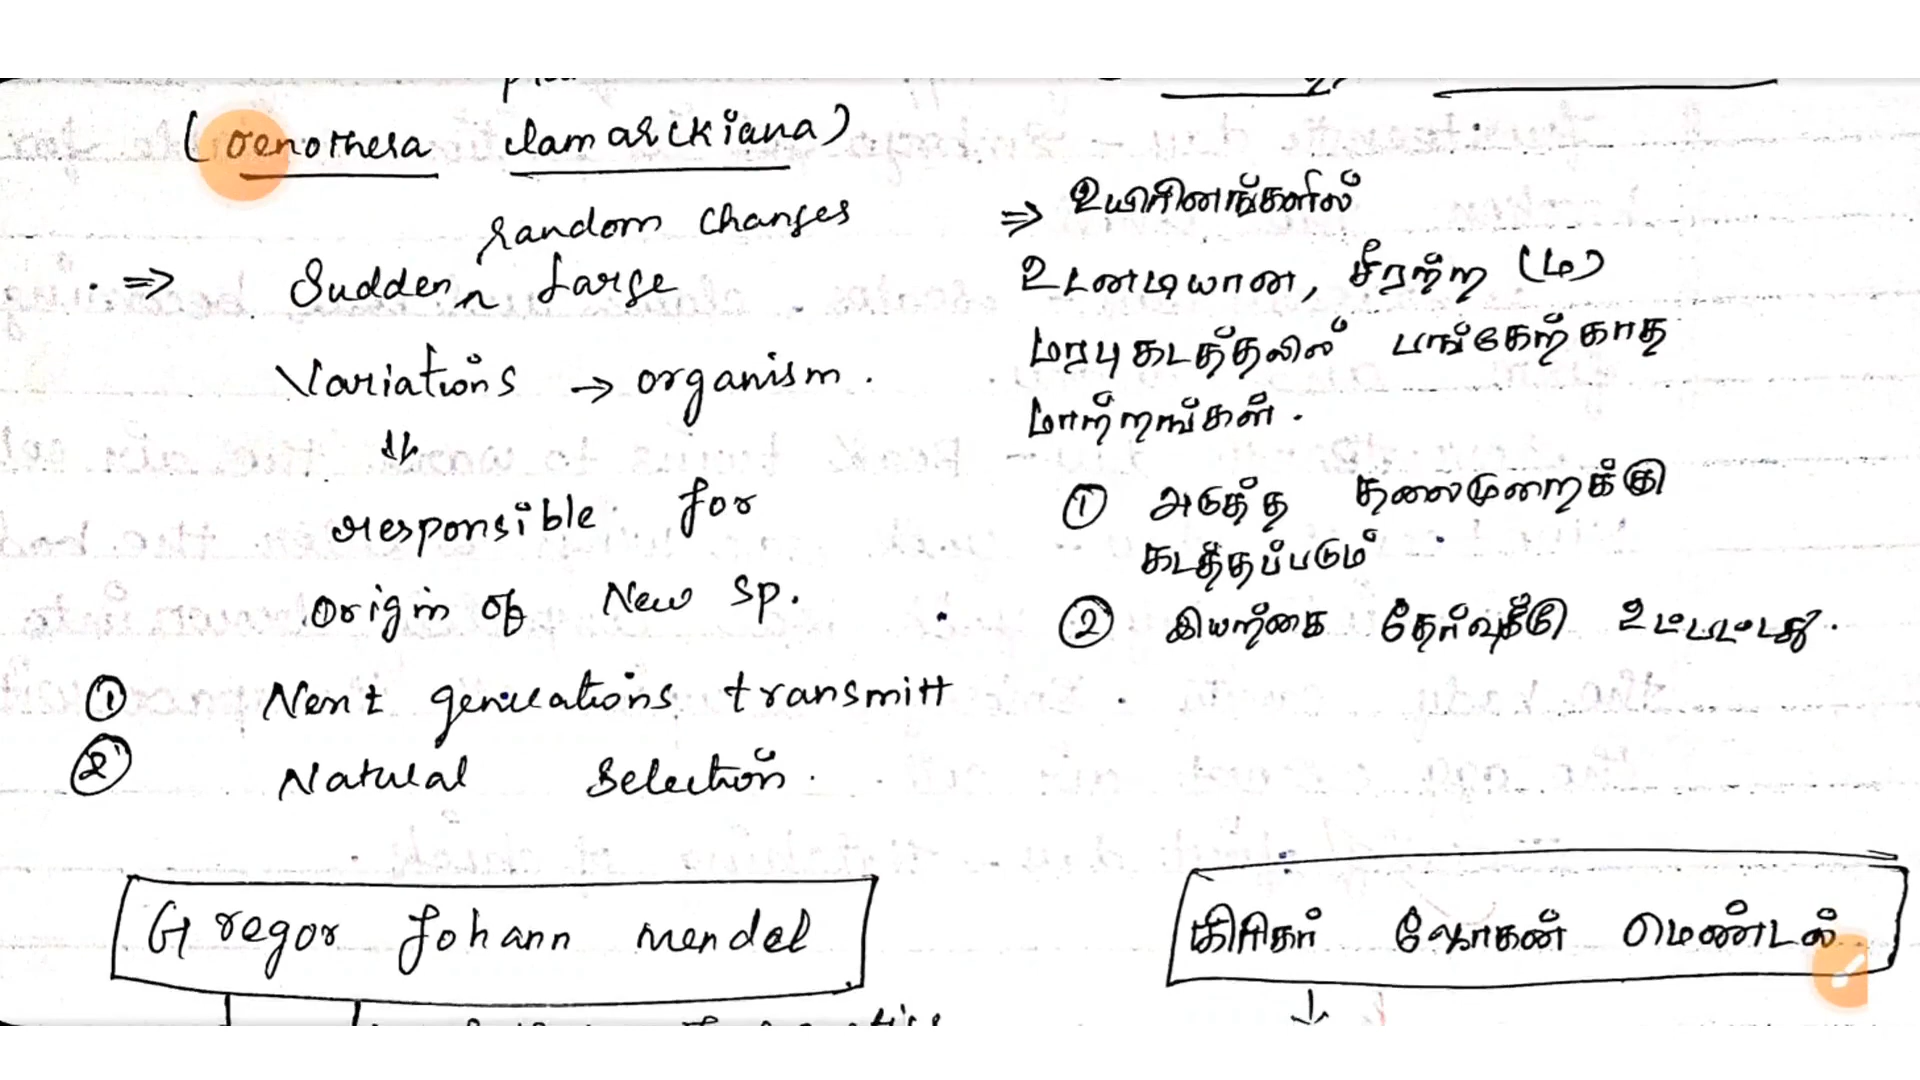 (Oenothera lamarckiana)
random changes
⇒ Sudden ^ Large
Variations → organism.
⇓
responsible for
Origin of New sp.
① Next generations transmitt
② Natural Selection.
Gregor Johann mendel
⇒ உயிரினங்களில்
உடனடியான, சீரற்ற (ம)
மரபு கடத்தலில் பங்கேற்காத
மாற்றங்கள்.
① அடுத்த தலைமுறைக்கு
கடத்தப்படும்
② இயற்கை தேர்வுக்கு உட்பட்டது.
கிரிகர் ஜோகன் மெண்டல்